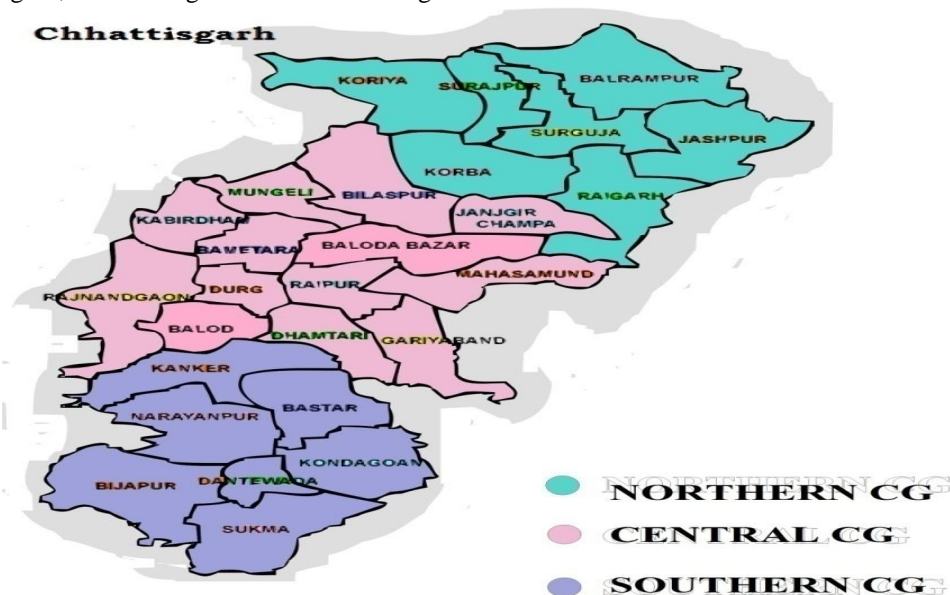 Chhattisgarh
KORIYA
SURAJPUR
BALRAMPUR
SURGUJA
JASHPUR
KORBA
RAIGARH
MUNGELI
BILASPUR
JANJGIR
CHAMPA
KABIRDHAM
BAMETARA
BALODA BAZAR
MAHASAMUND
RAJNANDGAON
DURG
RAIPUR
BALOD
DHAMTARI
GARIYABAND
KANKER
NARAYANPUR
BASTAR
KONDAGOAN
BIJAPUR
DANTEWADA
SUKMA
NORTHERN CG
CENTRAL CG
SOUTHERN CG